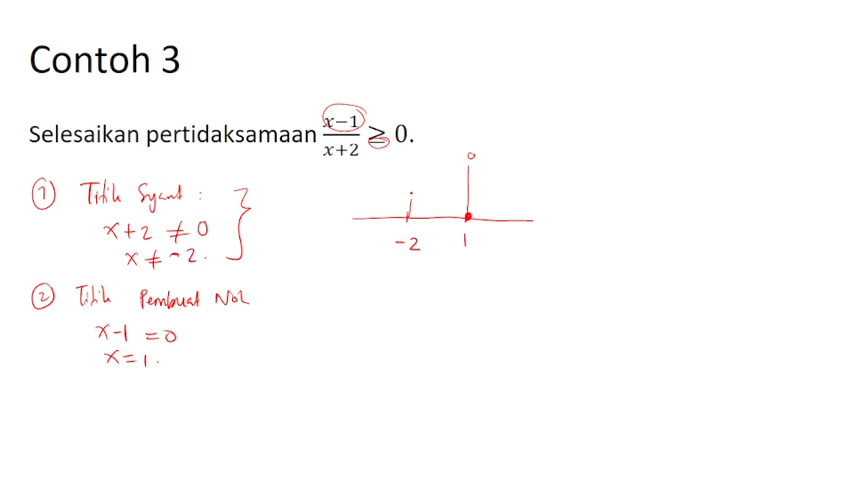 Contoh 3
Selesaikan pertidaksamaan x−1/x+2 ≥ 0.
① Titik Syarat :
x+2 ≠ 0
x ≠ -2.
② Titik Pembuat Nol
x-1 = 0
x = 1.
0
-2 1